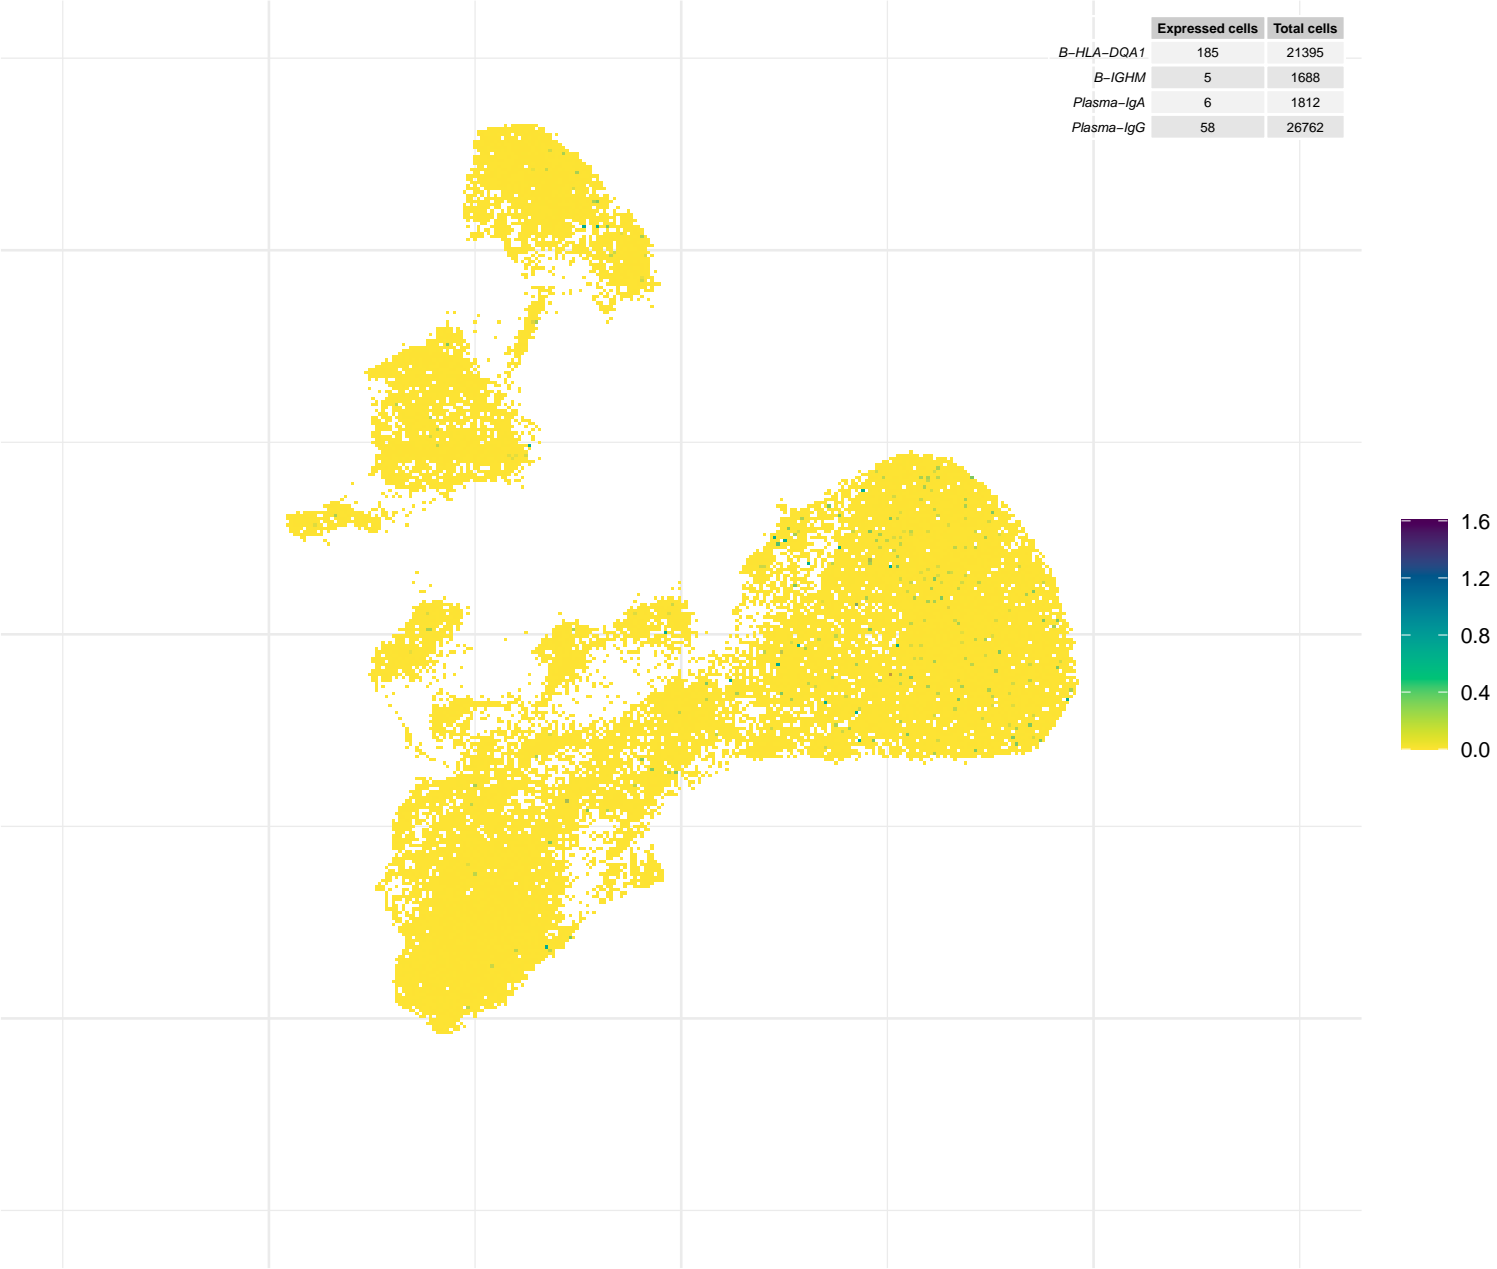 Expressed cells Total cells
B−HLA−DQA1 185 21395
B−IGHM 5 1688
Plasma−IgA 6 1812
Plasma−IgG 58 26762
1.6
1.2
0.8
0.4
0.0